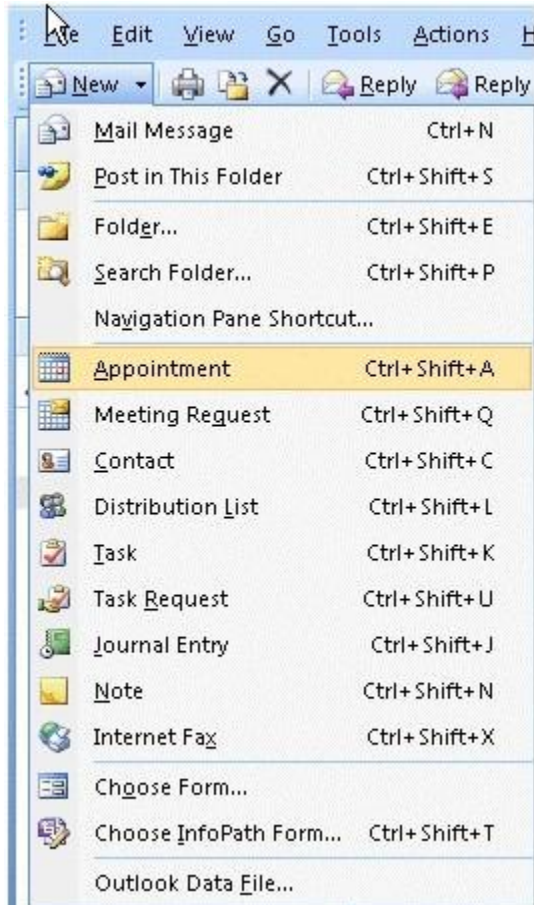 Edit View Go Tools Actions
New Reply Reply
Mail Message Ctrl+N
Post in This Folder Ctrl+Shift+S
Folder... Ctrl+Shift+E
Search Folder... Ctrl+Shift+P
Navigation Pane Shortcut...
Appointment Ctrl+Shift+A
Meeting Request Ctrl+Shift+Q
Contact Ctrl+Shift+C
Distribution List Ctrl+Shift+L
Task Ctrl+Shift+K
Task Request Ctrl+Shift+U
Journal Entry Ctrl+Shift+J
Note Ctrl+Shift+N
Internet Fax Ctrl+Shift+X
Choose Form...
Choose InfoPath Form... Ctrl+Shift+T
Outlook Data File...